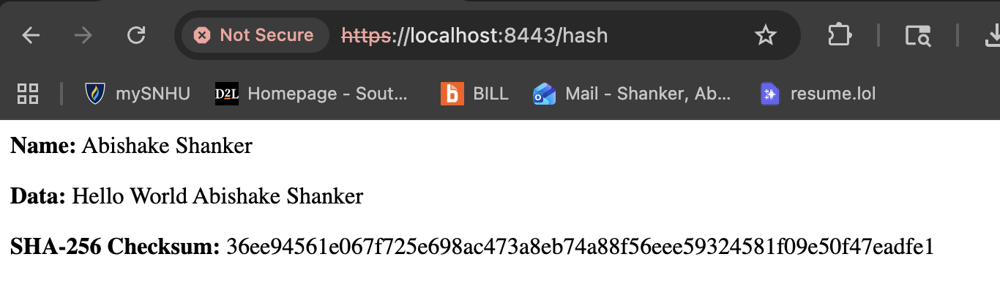 Not Secure https://localhost:8443/hash
mySNHU D2L Homepage - Sout... b BILL o Mail - Shanker, Ab... resume.lol
Name: Abishake Shanker
Data: Hello World Abishake Shanker
SHA-256 Checksum: 36ee94561e067f725e698ac473a8eb74a88f56eee59324581f09e50f47eadfe1